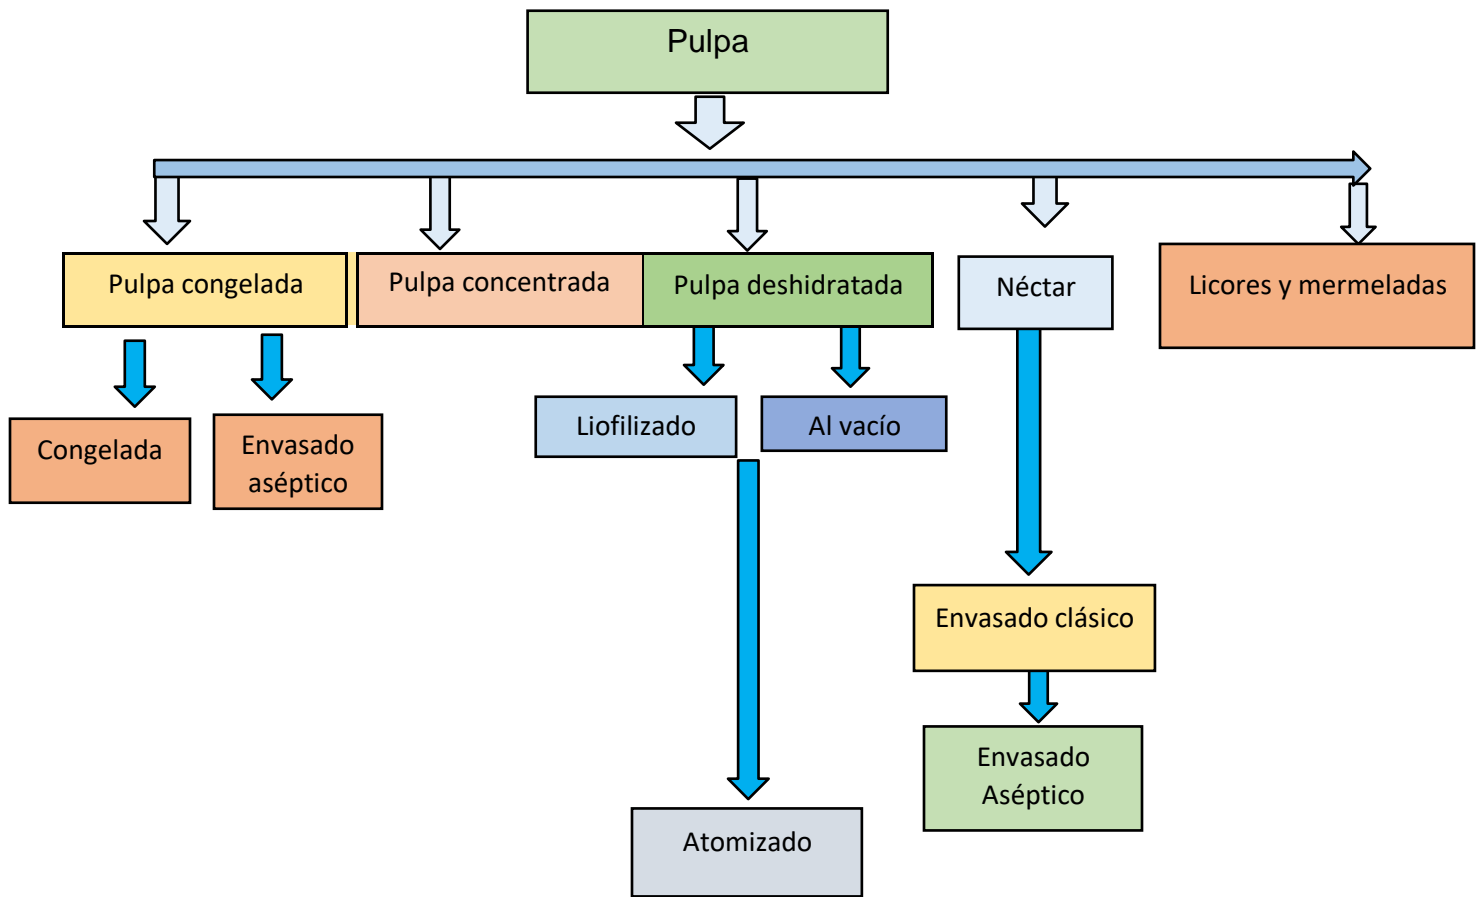 Pulpa
Pulpa congelada
Pulpa concentrada
Pulpa deshidratada
Néctar
Licores y mermeladas
Congelada
Envasado
aséptico
Liofilizado
Al vacío
Envasado clásico
Envasado
Aséptico
Atomizado